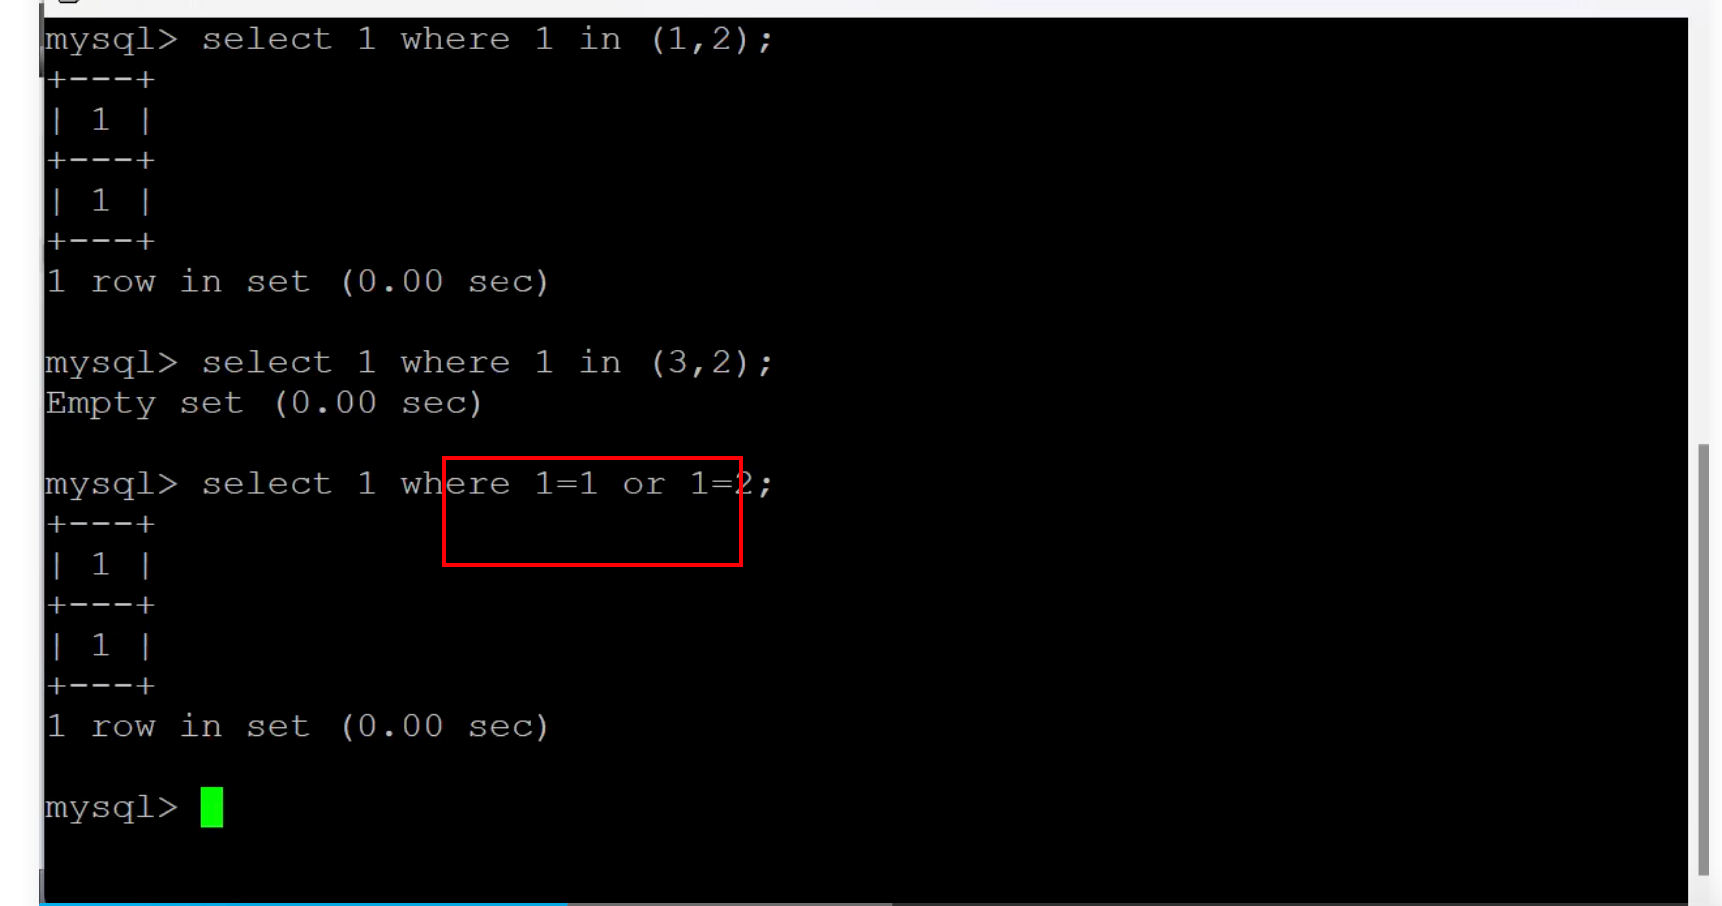 mysql> select 1 where 1 in (1,2);
+---+
| 1 |
+---+
| 1 |
+---+
1 row in set (0.00 sec)
mysql> select 1 where 1 in (3,2);
Empty set (0.00 sec)
mysql> select 1 where 1=1 or 1=2;
+---+
| 1 |
+---+
| 1 |
+---+
1 row in set (0.00 sec)
mysql>